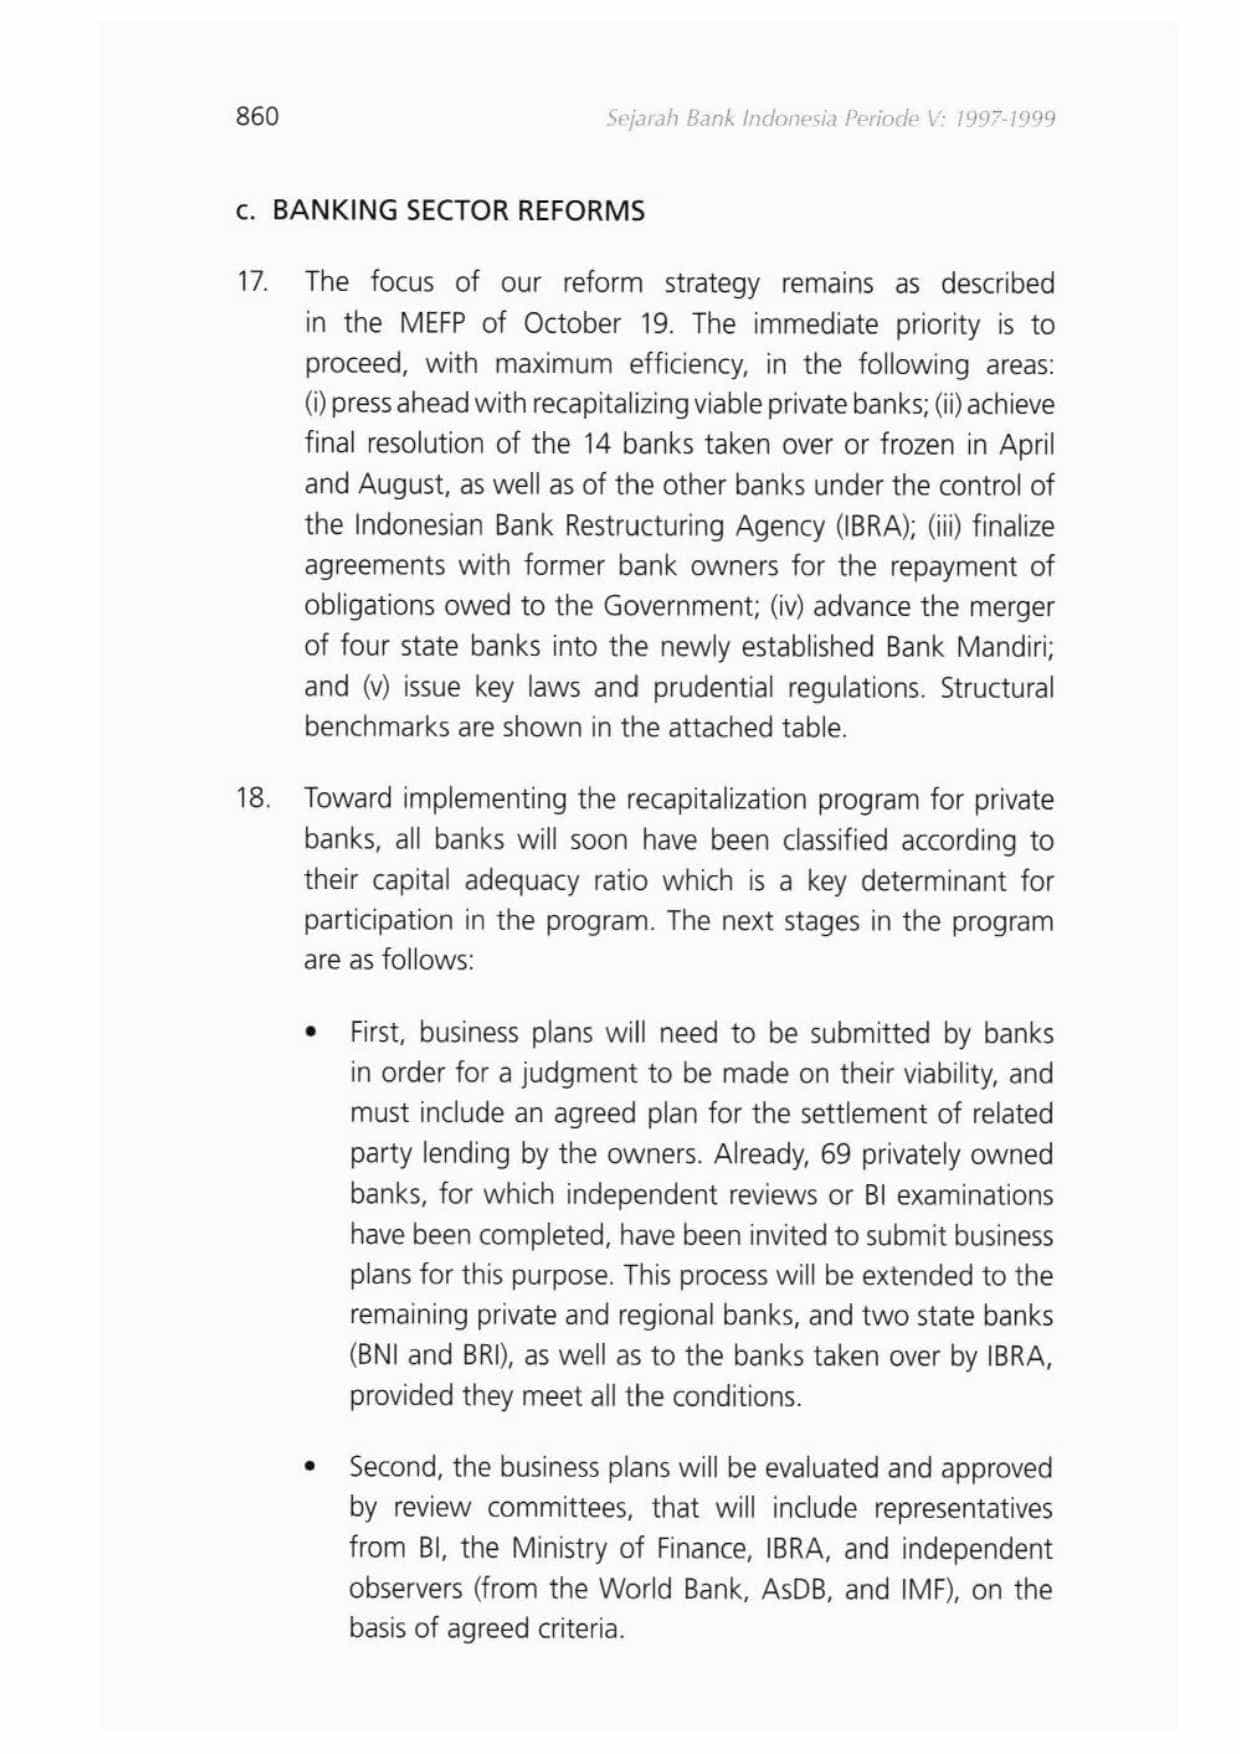 860
Sejarah Bank Indonesia Periode V: 1997-1999
c. BANKING SECTOR REFORMS
17. The focus of our reform strategy remains as described
in the MEFP of October 19. The immediate priority is to
proceed, with maximum efficiency, in the following areas:
(i) press ahead with recapitalizing viable private banks; (ii) achieve
final resolution of the 14 banks taken over or frozen in April
and August, as well as of the other banks under the control of
the Indonesian Bank Restructuring Agency (IBRA); (iii) finalize
agreements with former bank owners for the repayment of
obligations owed to the Government; (iv) advance the merger
of four state banks into the newly established Bank Mandiri;
and (v) issue key laws and prudential regulations. Structural
benchmarks are shown in the attached table.
18. Toward implementing the recapitalization program for private
banks, all banks will soon have been classified according to
their capital adequacy ratio which is a key determinant for
participation in the program. The next stages in the program
are as follows:
• First, business plans will need to be submitted by banks
in order for a judgment to be made on their viability, and
must include an agreed plan for the settlement of related
party lending by the owners. Already, 69 privately owned
banks, for which independent reviews or BI examinations
have been completed, have been invited to submit business
plans for this purpose. This process will be extended to the
remaining private and regional banks, and two state banks
(BNI and BRI), as well as to the banks taken over by IBRA,
provided they meet all the conditions.
• Second, the business plans will be evaluated and approved
by review committees, that will include representatives
from BI, the Ministry of Finance, IBRA, and independent
observers (from the World Bank, AsDB, and IMF), on the
basis of agreed criteria.